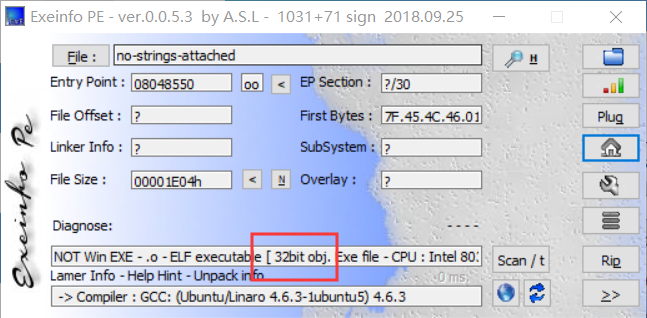 Exeinfo PE - ver.0.0.5.3 by A.S.L - 1031+71 sign 2018.09.25
File : no-strings-attached H
Entry Point : 08048550 oo < EP Section : ?/30
File Offset : ? First Bytes : 7F.45.4C.46.01 Plug
Linker Info : ? SubSystem : ?
File Size : 00001E04h < N Overlay : ?
Diagnose: ----
NOT Win EXE - .o - ELF executable [ 32bit obj. Exe file - CPU : Intel 80 Scan / t Rip
Lamer Info - Help Hint - Unpack info 0 ms.
-> Compiler : GCC: (Ubuntu/Linaro 4.6.3-1ubuntu5) 4.6.3 >>
Exeinfo Pe